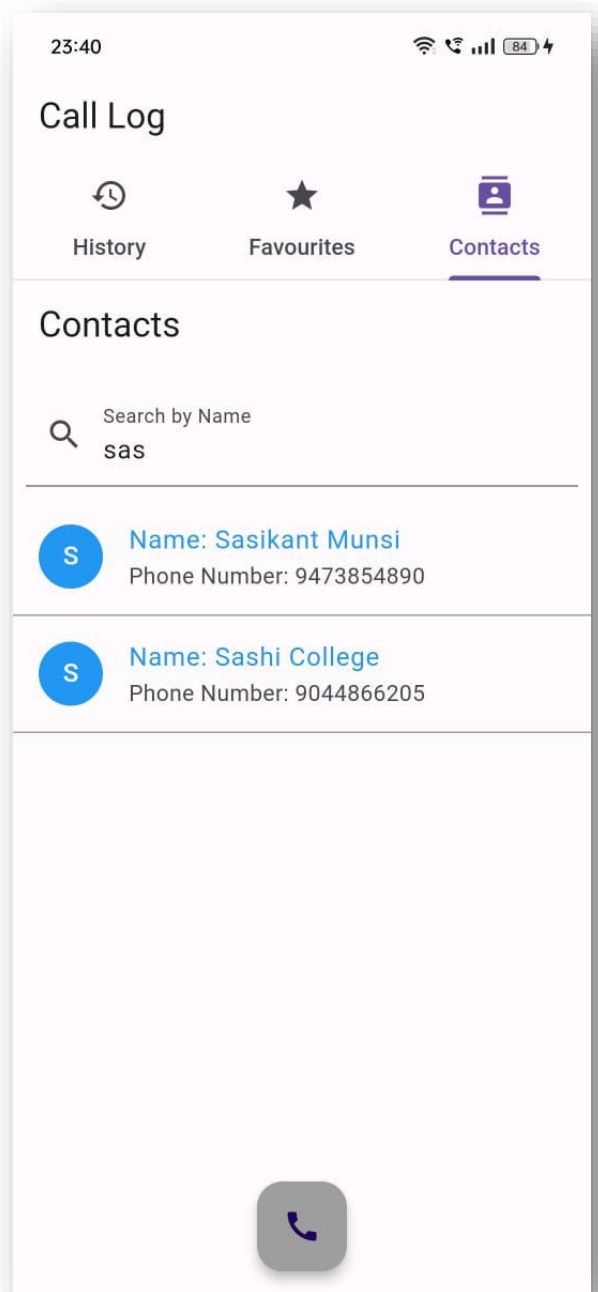 23:40
84
Call Log
History Favourites Contacts
Contacts
Search by Name
sas
S
Name: Sasikant Munsi
Phone Number: 9473854890
S
Name: Sashi College
Phone Number: 9044866205